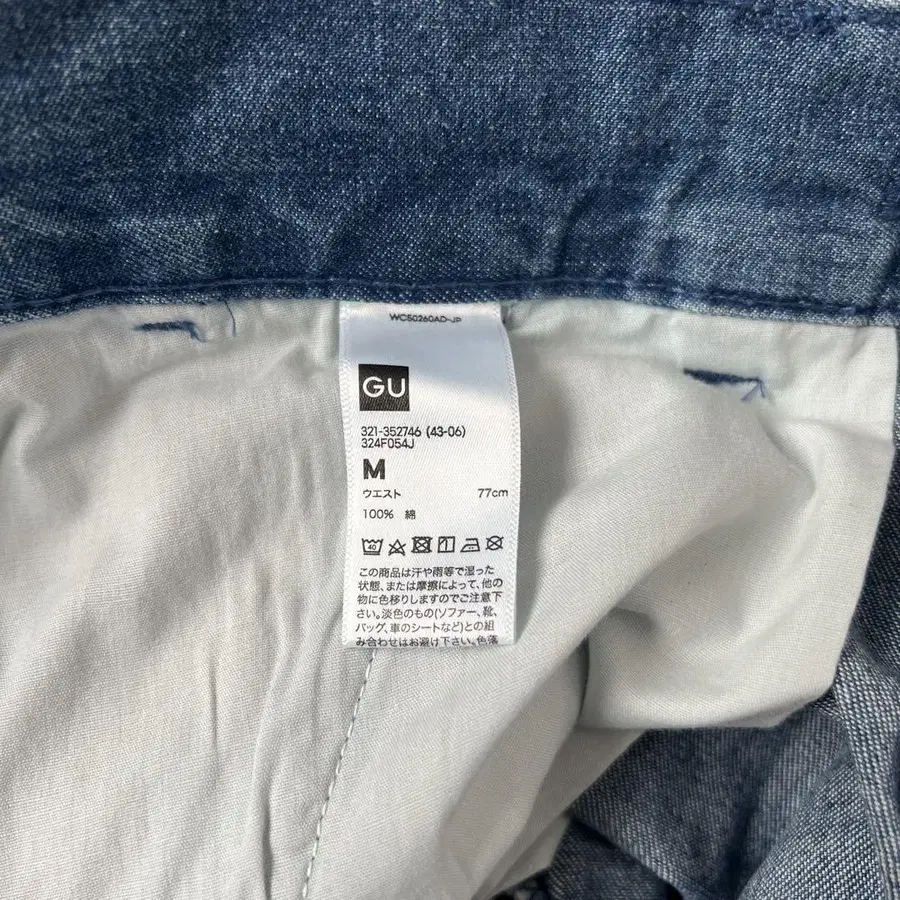 WC50260AD-JP
GU
321-352746 (43-06)
324F054J
M
ウエスト 77cm
100% 綿
40
この商品は汗や雨等で湿った
状態、または摩擦によって、他の
物に色移りしますのでご注意下
さい。淡色のもの(ソファー、靴、
バッグ、車のシートなど)との組
み合わせはお避け下さい。色落